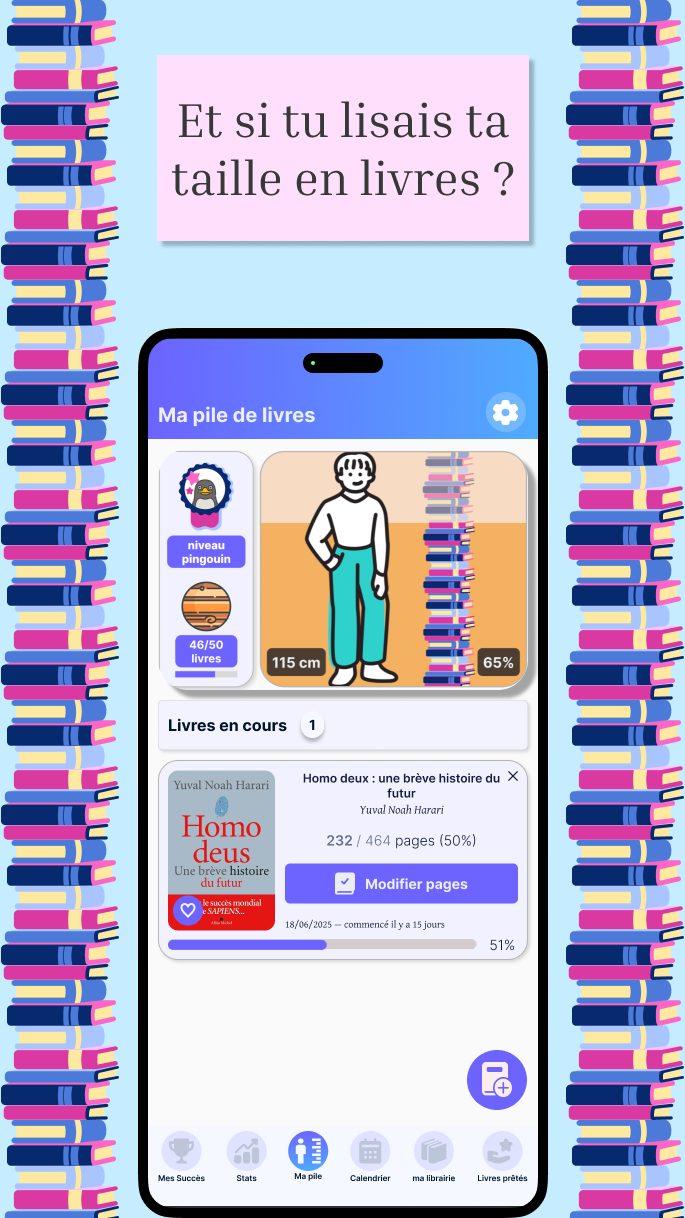 Et si tu lisais ta
taille en livres ?
Ma pile de livres
niveau
pingouin
46/50
livres
115 cm
65%
Livres en cours
1
Yuval Noah Harari
Homo
deus
Une brève histoire
du futur
le succès mondial
SAPIENS...
Homo deux : une brève histoire du
futur
Yuval Noah Harari
232 / 464 pages (50%)
Modifier pages
18/06/2025 — commencé il y a 15 jours
51%
Mes Succès
Stats
Ma pile
Calendrier
ma librairie
Livres prêtés